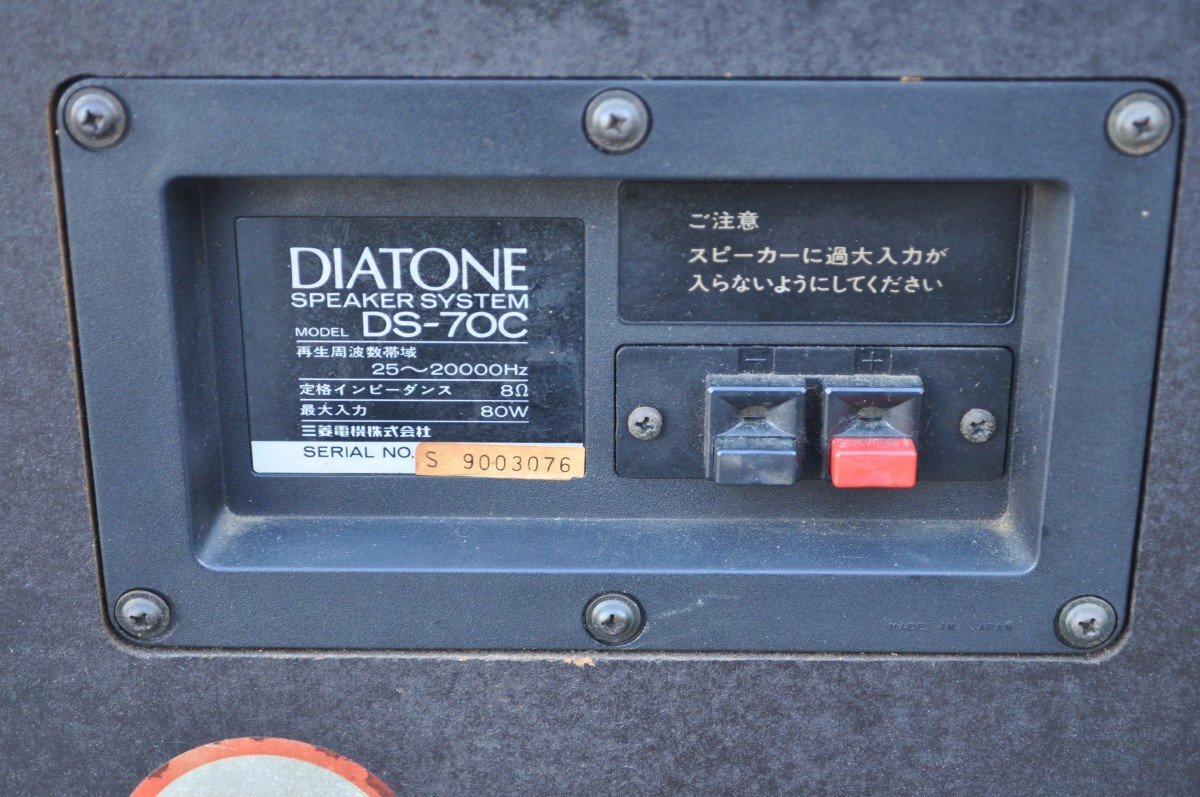 DIATONE
SPEAKER SYSTEM
MODEL DS-70C
再生周波数帯域
25〜20000Hz
定格インピーダンス 8Ω
最大入力 80W
三菱電機株式会社
SERIAL NO. S 9003076
ご注意
スピーカーに過大入力が
入らないようにしてください
− +
MADE IN JAPAN